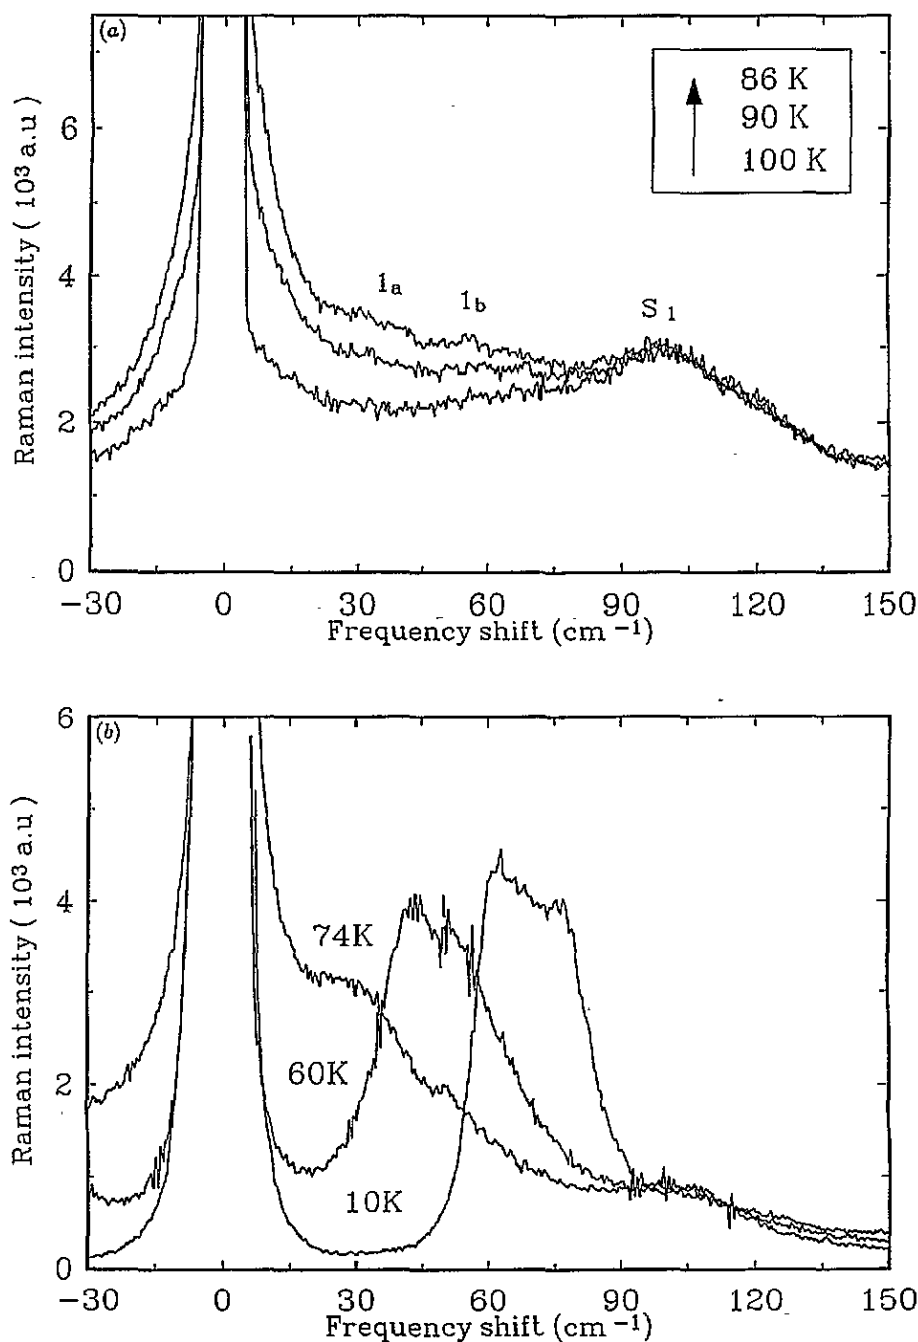 (a)
Raman intensity ( 10³ a.u )
6
4
2
0
86 K
90 K
100 K
1a
1b
S 1
−30 0 30 60 90 120 150
Frequency shift (cm ⁻¹)
(b)
Raman intensity ( 10³ a.u )
6
4
2
0
74K
60K
10K
−30 0 30 60 90 120 150
Frequency shift (cm ⁻¹)